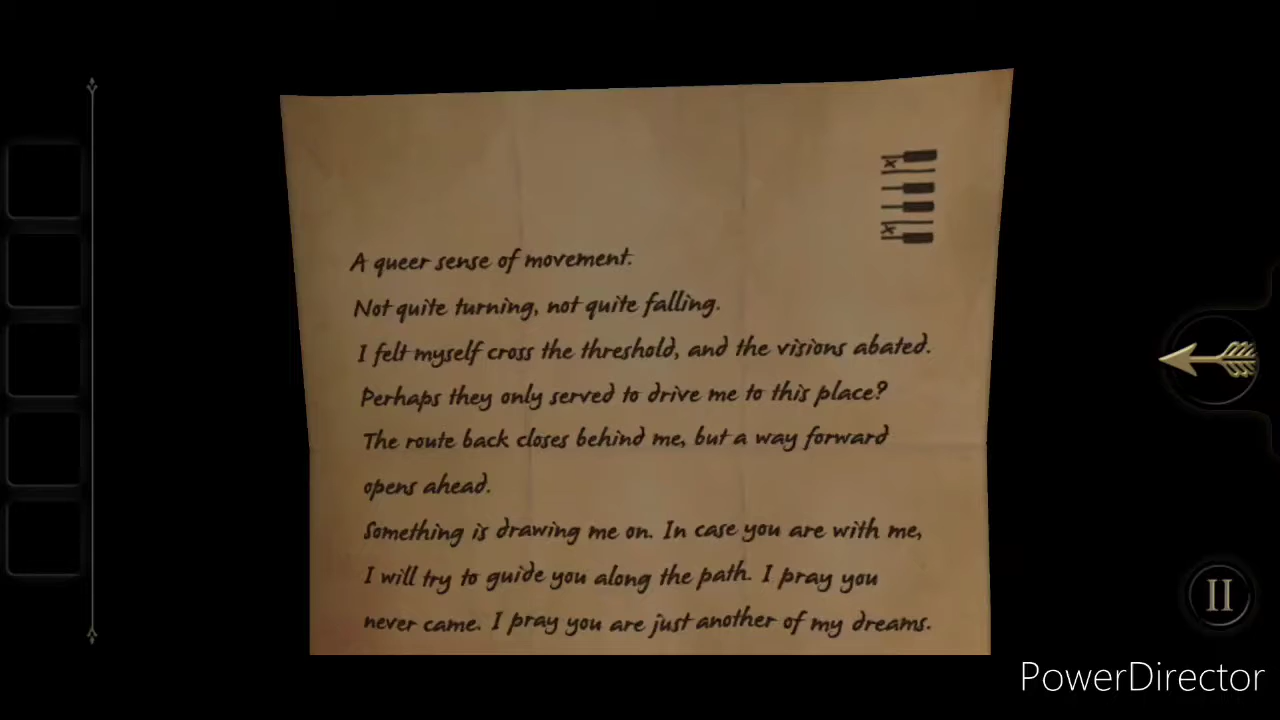 A queer sense of movement.
Not quite turning, not quite falling.
I felt myself cross the threshold, and the visions abated.
Perhaps they only served to drive me to this place?
The route back closes behind me, but a way forward
opens ahead.
Something is drawing me on. In case you are with me,
I will try to guide you along the path. I pray you
never came. I pray you are just another of my dreams.
II
PowerDirector